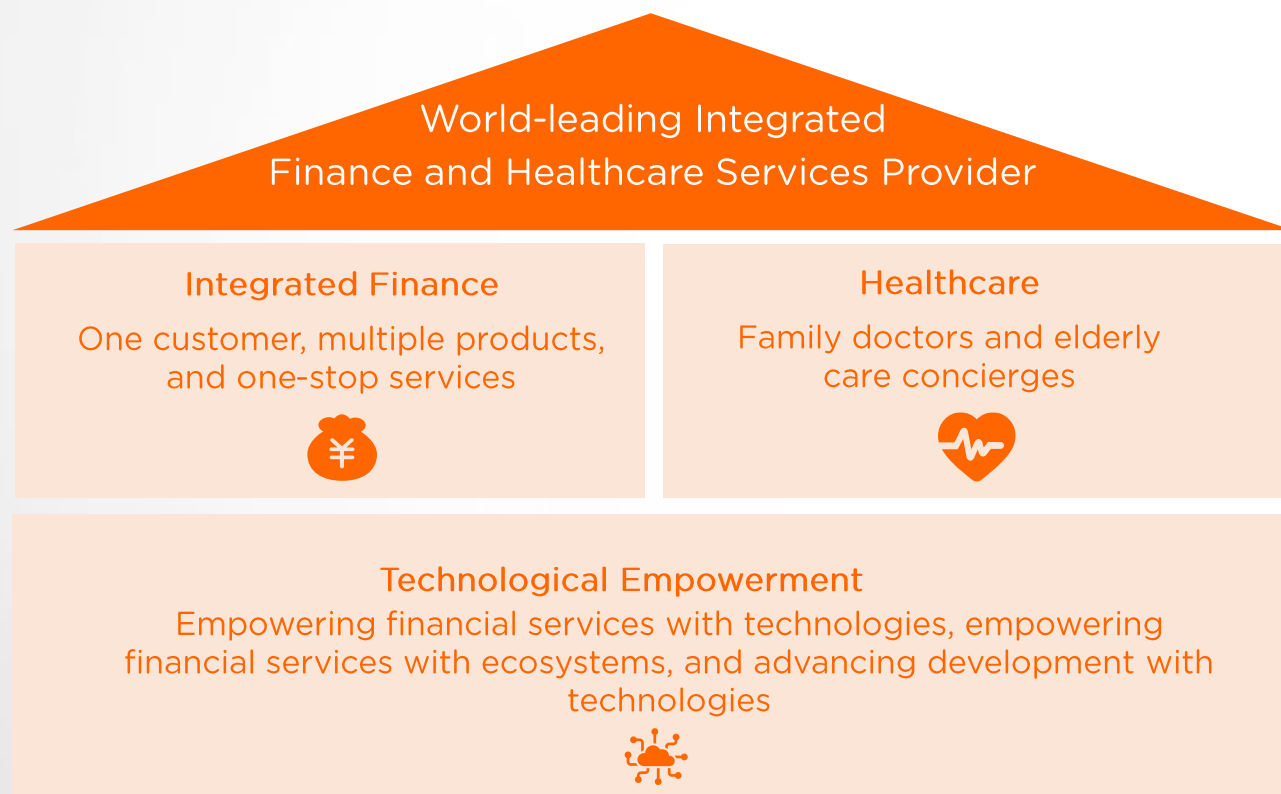 World-leading Integrated
Finance and Healthcare Services Provider
Integrated Finance
One customer, multiple products,
and one-stop services
¥
Healthcare
Family doctors and elderly
care concierges
Technological Empowerment
Empowering financial services with technologies, empowering
financial services with ecosystems, and advancing development with
technologies